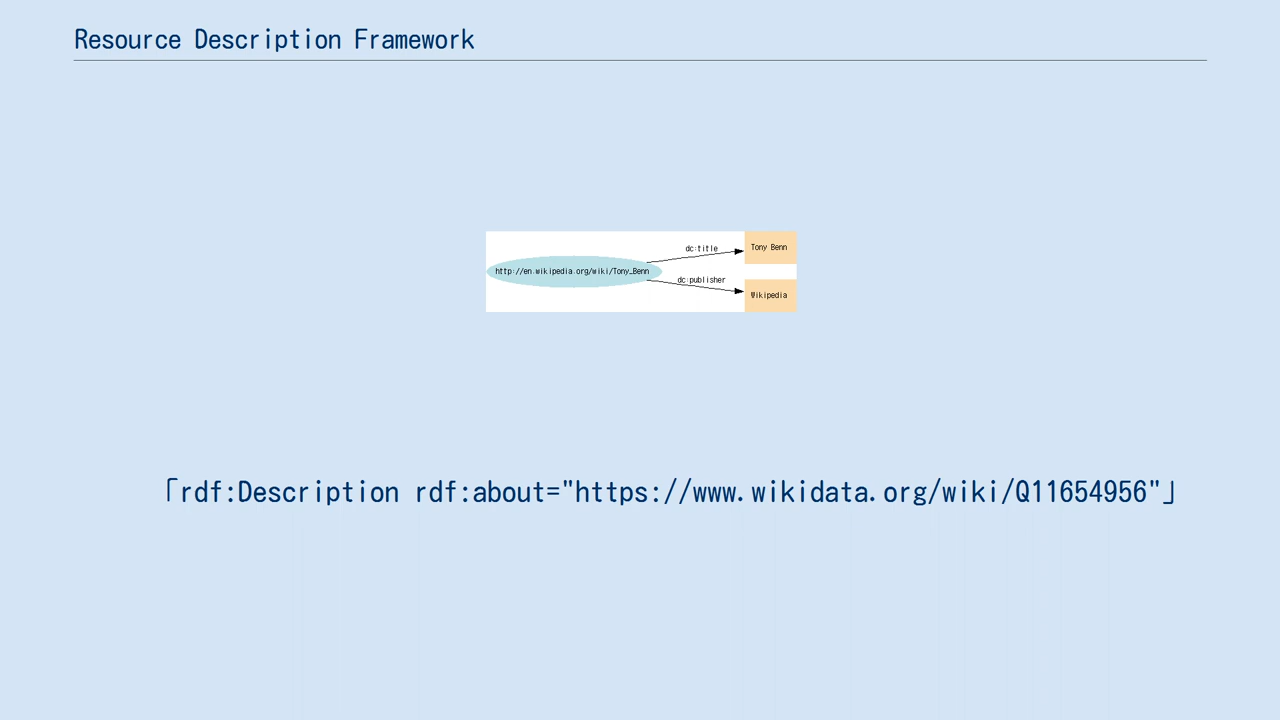 Resource Description Framework
dc:title
Tony Benn
http://en.wikipedia.org/wiki/Tony_Benn
dc:publisher
Wikipedia
「rdf:Description rdf:about="https://www.wikidata.org/wiki/Q11654956"」